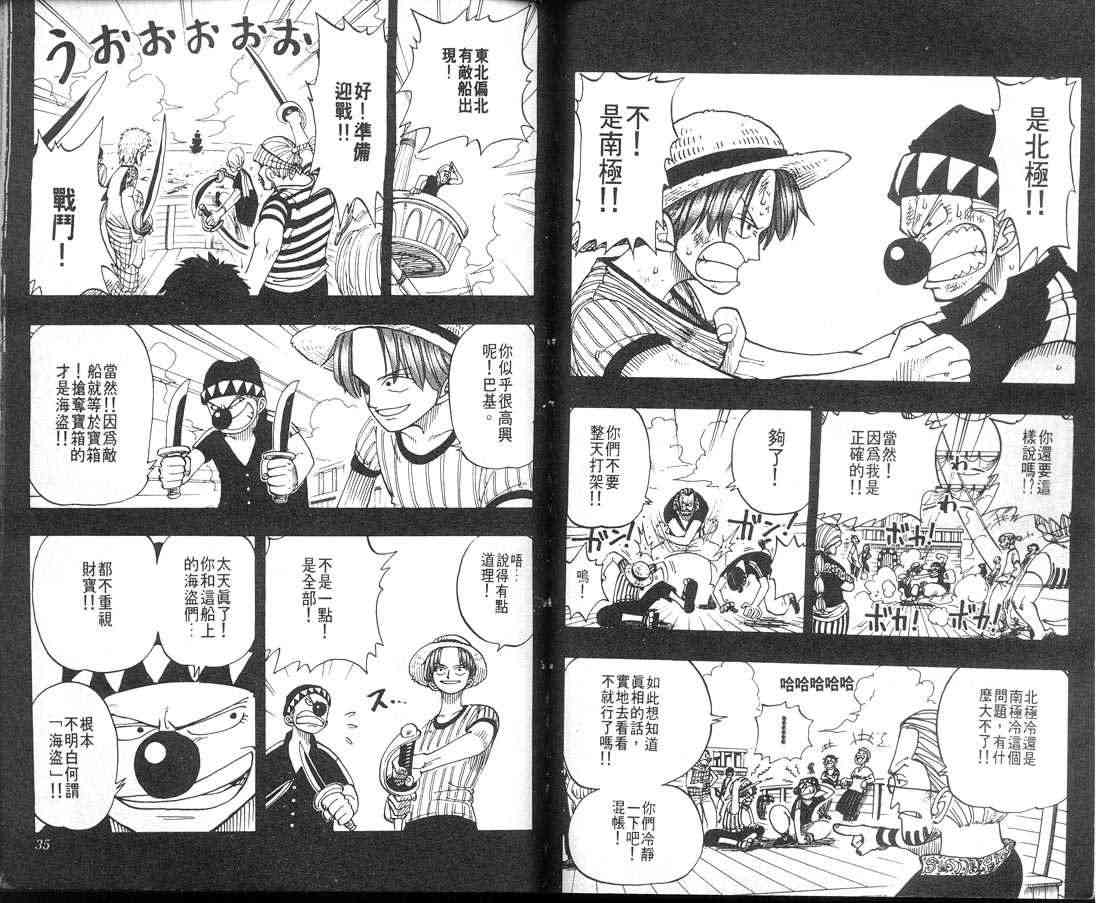 是北極!!
不!
是南極!!
你還要這
樣說嗎??
當然!
因為我是
正確的!!
わー
わー
ボカ!
ボカ!
ボカ!
夠了!
你們不要
整天打架!!
ガン!
ガン!
嗚!
北極冷還是
南極冷這個
問題,有什
麼大不了!!
如此想知道
真相的話,
實地去看看
不就行了嗎!!
哈哈哈哈哈
你們冷靜
一下吧!
混帳!
東北偏北
有敵船出
現!
好!準備
迎戰!!
うおおおおお
戰鬥!
你似乎很高興
呢!巴基。
當然!!因為敵
船就等於寶箱
!搶奪寶箱的
才是海盜!!
唔…
說得有點
道理!
不是一點!
是全部!
ス…
太天真了!
你和這船上
的海盜們…
都不重視
財寶!!
根本
不明白何謂
「海盜」!!
35